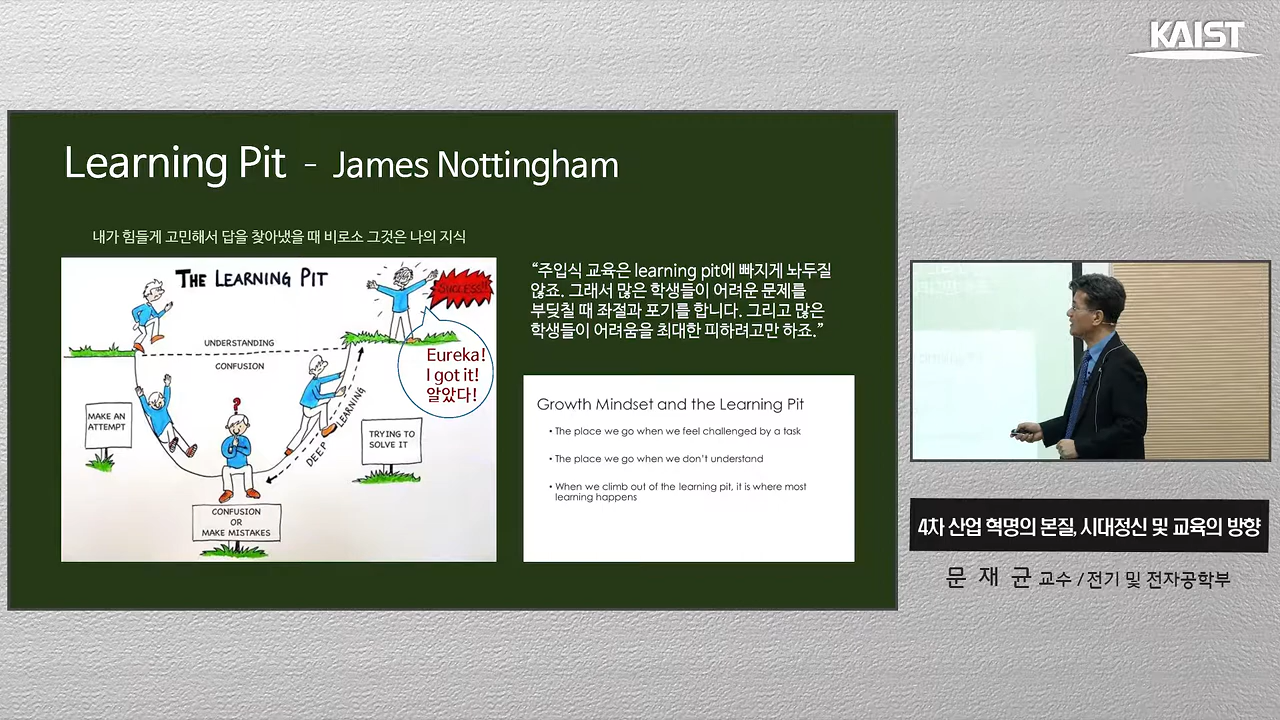 KAIST
Learning Pit - James Nottingham
내가 힘들게 고민해서 답을 찾아냈을 때 비로소 그것은 나의 지식
THE LEARNING PIT
SUCCESS!
UNDERSTANDING
CONFUSION
Eureka!
I got it!
알았다!
MAKE AN
ATTEMPT
?
DEEP LEARNING
TRYING TO
SOLVE IT
CONFUSION
OR
MAKE MISTAKES
“주입식 교육은 learning pit에 빠지게 놔두질
않죠. 그래서 많은 학생들이 어려운 문제를
부딪칠 때 좌절과 포기를 합니다. 그리고 많은
학생들이 어려움을 최대한 피하려고만 하죠.”
Growth Mindset and the Learning Pit
• The place we go when we feel challenged by a task
• The place we go when we don’t understand
• When we climb out of the learning pit, it is where most
learning happens
4차 산업 혁명의 본질, 시대정신 및 교육의 방향
문 재 균 교수 / 전기 및 전자공학부